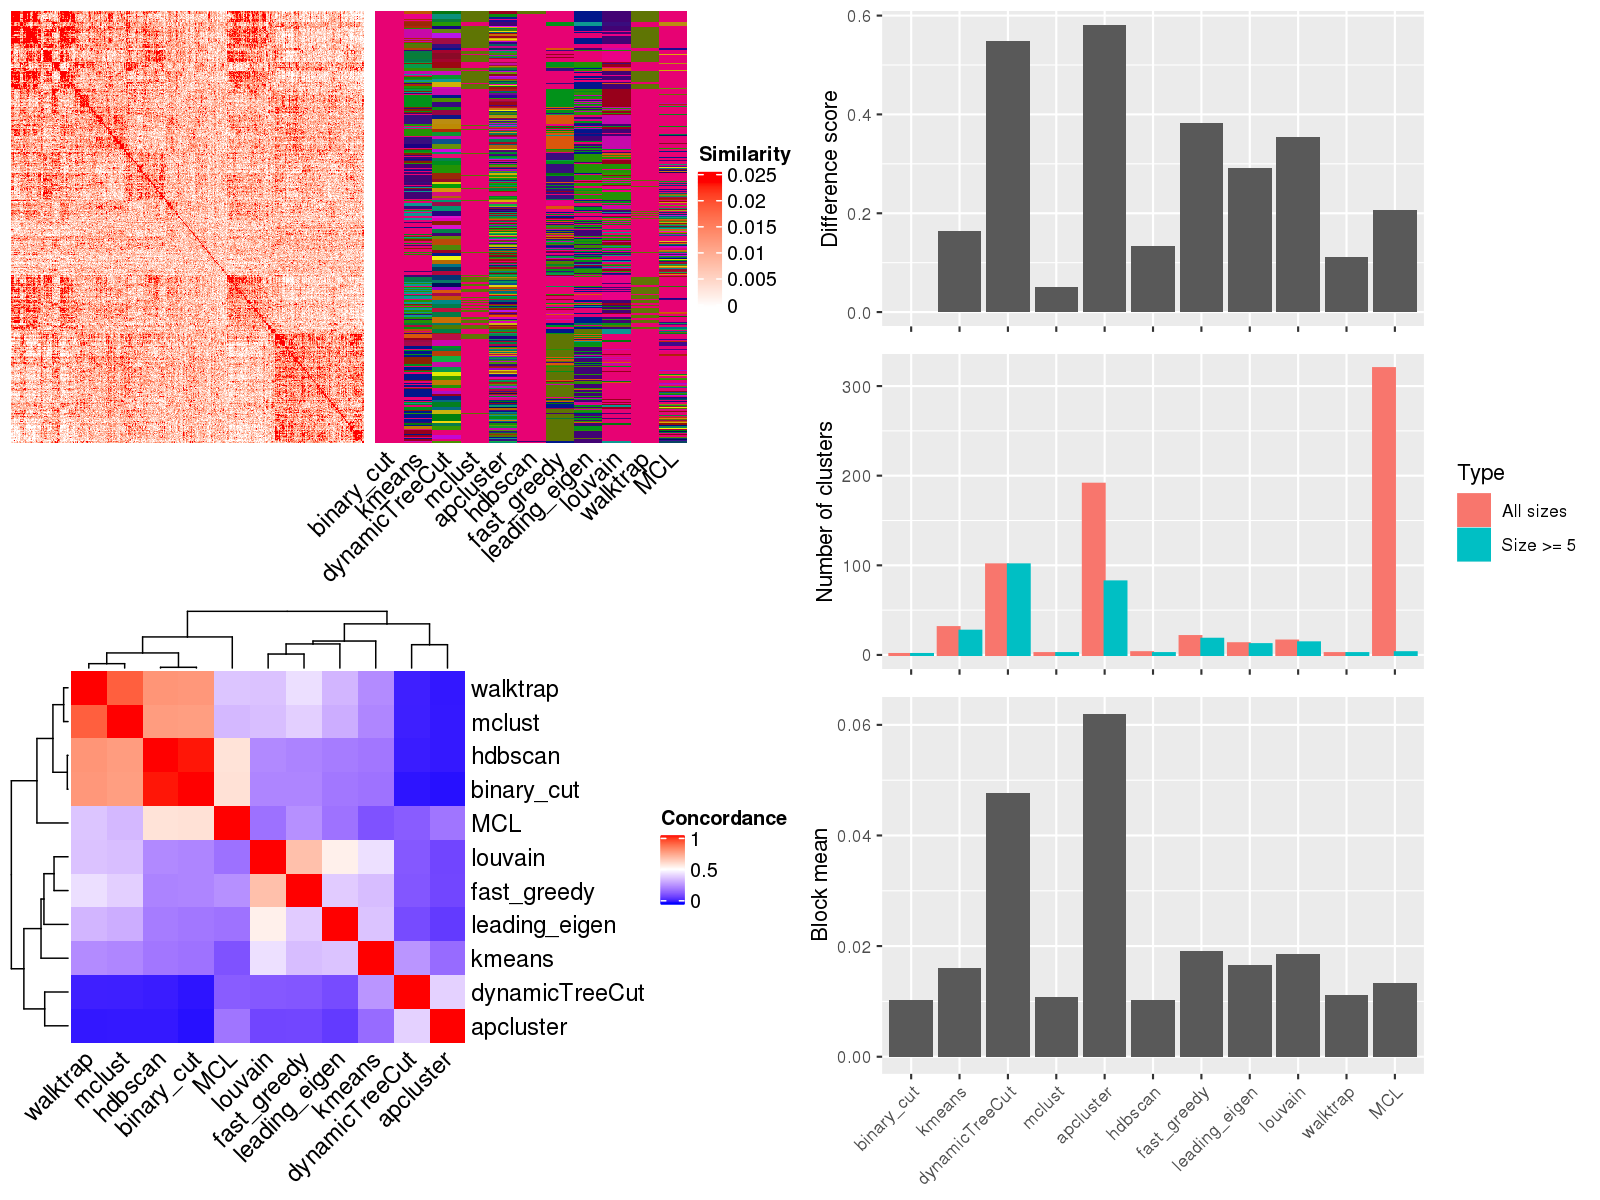 Similarity
0.025
0.02
0.015
0.01
0.005
0
binary_cut
kmeans
dynamicTreeCut
mclust
apcluster
hdbscan
fast_greedy
leading_eigen
louvain
walktrap
MCL
walktrap
mclust
hdbscan
binary_cut
MCL
louvain
fast_greedy
leading_eigen
kmeans
dynamicTreeCut
apcluster
walktrap
mclust
hdbscan
binary_cut
MCL
louvain
fast_greedy
leading_eigen
kmeans
dynamicTreeCut
apcluster
Concordance
1
0.5
0
Difference score
0.6
0.4
0.2
0.0
Number of clusters
300
200
100
0
Type
All sizes
Size >= 5
Block mean
0.06
0.04
0.02
0.00
binary_cut
kmeans
dynamicTreeCut
mclust
apcluster
hdbscan
fast_greedy
leading_eigen
louvain
walktrap
MCL